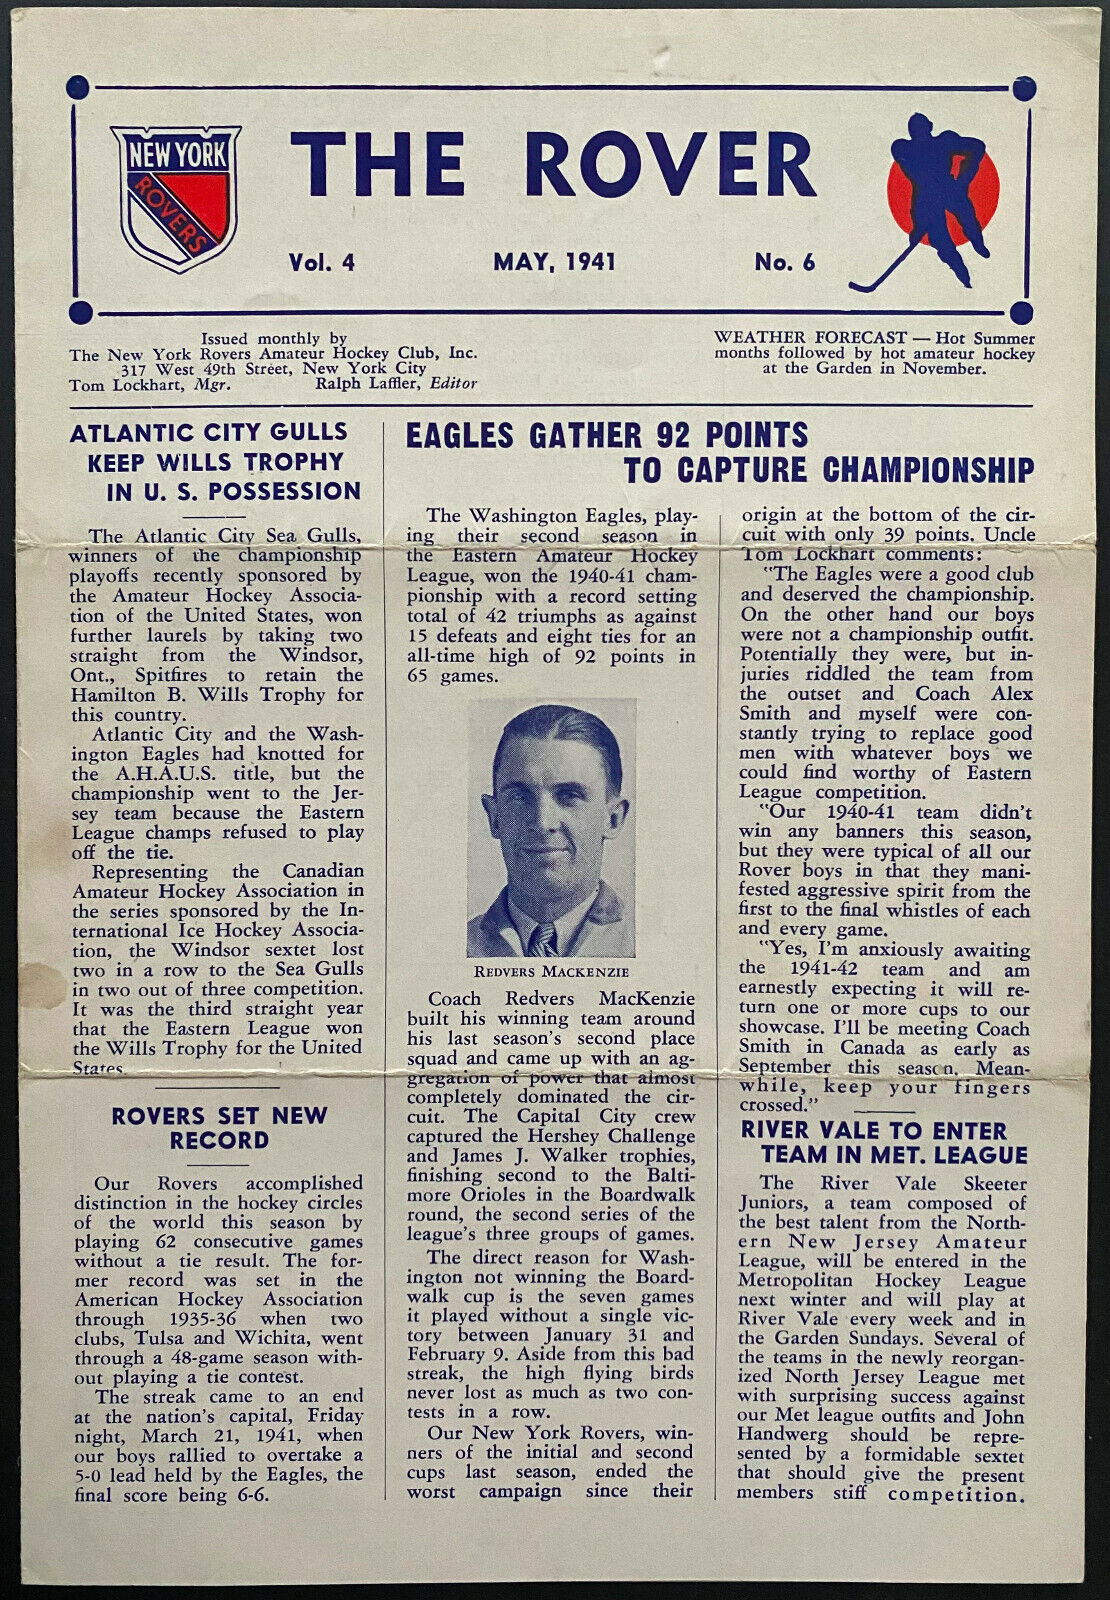 NEW YORK
ROVERS
THE ROVER
Vol. 4
MAY, 1941
No. 6
Issued monthly by
The New York Rovers Amateur Hockey Club, Inc.
317 West 49th Street, New York City
Tom Lockhart, Mgr. Ralph Laffler, Editor
WEATHER FORECAST — Hot Summer
months followed by hot amateur hockey
at the Garden in November.
ATLANTIC CITY GULLS
KEEP WILLS TROPHY
IN U. S. POSSESSION
The Atlantic City Sea Gulls,
winners of the championship
playoffs recently sponsored by
the Amateur Hockey Associa-
tion of the United States, won
further laurels by taking two
straight from the Windsor,
Ont., Spitfires to retain the
Hamilton B. Wills Trophy for
this country.
Atlantic City and the Wash-
ington Eagles had knotted for
the A.H.A.U.S. title, but the
championship went to the Jer-
sey team because the Eastern
League champs refused to play
off the tie.
Representing the Canadian
Amateur Hockey Association in
the series sponsored by the In-
ternational Ice Hockey Associa-
tion, the Windsor sextet lost
two in a row to the Sea Gulls
in two out of three competition.
It was the third straight year
that the Eastern League won
the Wills Trophy for the United
States.
ROVERS SET NEW
RECORD
Our Rovers accomplished
distinction in the hockey circles
of the world this season by
playing 62 consecutive games
without a tie result. The for-
mer record was set in the
American Hockey Association
through 1935-36 when two
clubs, Tulsa and Wichita, went
through a 48-game season with-
out playing a tie contest.
The streak came to an end
at the nation's capital, Friday
night, March 21, 1941, when
our boys rallied to overtake a
5-0 lead held by the Eagles, the
final score being 6-6.
EAGLES GATHER 92 POINTS
TO CAPTURE CHAMPIONSHIP
The Washington Eagles, play-
ing their second season in
the Eastern Amateur Hockey
League, won the 1940-41 cham-
pionship with a record setting
total of 42 triumphs as against
15 defeats and eight ties for an
all-time high of 92 points in
65 games.
REDVERS MACKENZIE
Coach Redvers MacKenzie
built his winning team around
his last season's second place
squad and came up with an ag-
gregation of power that almost
completely dominated the cir-
cuit. The Capital City crew
captured the Hershey Challenge
and James J. Walker trophies,
finishing second to the Balti-
more Orioles in the Boardwalk
round, the second series of the
league's three groups of games.
The direct reason for Wash-
ington not winning the Board-
walk cup is the seven games
it played without a single vic-
tory between January 31 and
February 9. Aside from this bad
streak, the high flying birds
never lost as much as two con-
tests in a row.
Our New York Rovers, win-
ners of the initial and second
cups last season, ended the
worst campaign since their
origin at the bottom of the cir-
cuit with only 39 points. Uncle
Tom Lockhart comments:
"The Eagles were a good club
and deserved the championship.
On the other hand our boys
were not a championship outfit.
Potentially they were, but in-
juries riddled the team from
the outset and Coach Alex
Smith and myself were con-
stantly trying to replace good
men with whatever boys we
could find worthy of Eastern
League competition.
"Our 1940-41 team didn't
win any banners this season,
but they were typical of all our
Rover boys in that they mani-
fested aggressive spirit from the
first to the final whistles of each
and every game.
"Yes, I'm anxiously awaiting
the 1941-42 team and am
earnestly expecting it will re-
turn one or more cups to our
showcase. I'll be meeting Coach
Smith in Canada as early as
September this season. Mean-
while, keep your fingers
crossed."
RIVER VALE TO ENTER
TEAM IN MET. LEAGUE
The River Vale Skeeter
Juniors, a team composed of
the best talent from the North-
ern New Jersey Amateur
League, will be entered in the
Metropolitan Hockey League
next winter and will play at
River Vale every week and in
the Garden Sundays. Several of
the teams in the newly reorgan-
ized North Jersey League met
with surprising success against
our Met league outfits and John
Handwerg should be repre-
sented by a formidable sextet
that should give the present
members stiff competition.